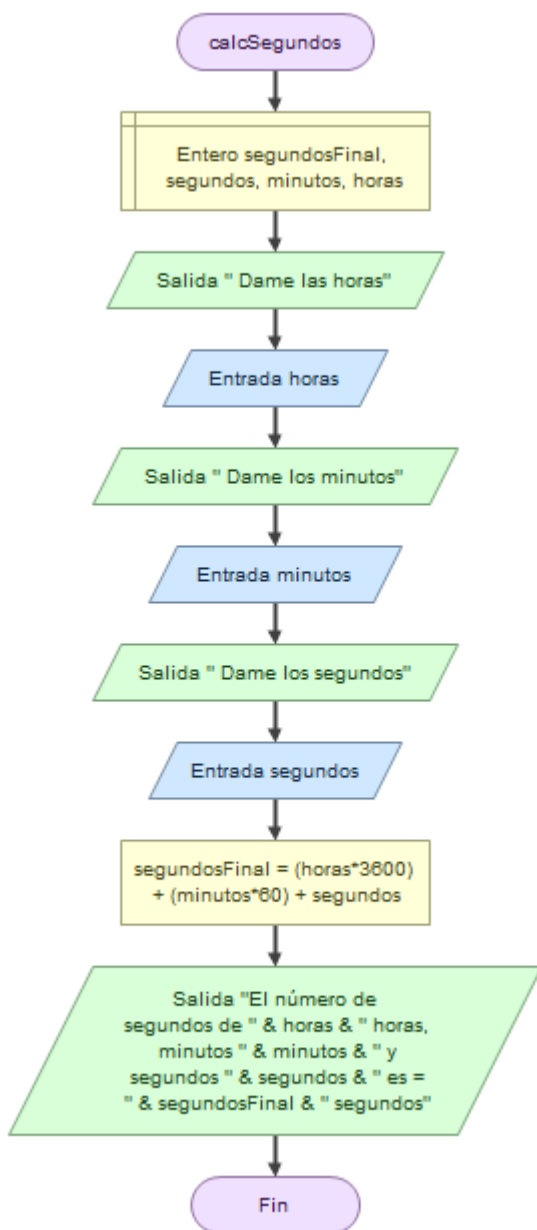 calcSegundos
Entero segundosFinal,
segundos, minutos, horas
Salida " Dame las horas"
Entrada horas
Salida " Dame los minutos"
Entrada minutos
Salida " Dame los segundos"
Entrada segundos
segundosFinal = (horas*3600)
+ (minutos*60) + segundos
Salida "El número de
segundos de " & horas & " horas,
minutos " & minutos & " y
segundos " & segundos & " es =
" & segundosFinal & " segundos"
Fin